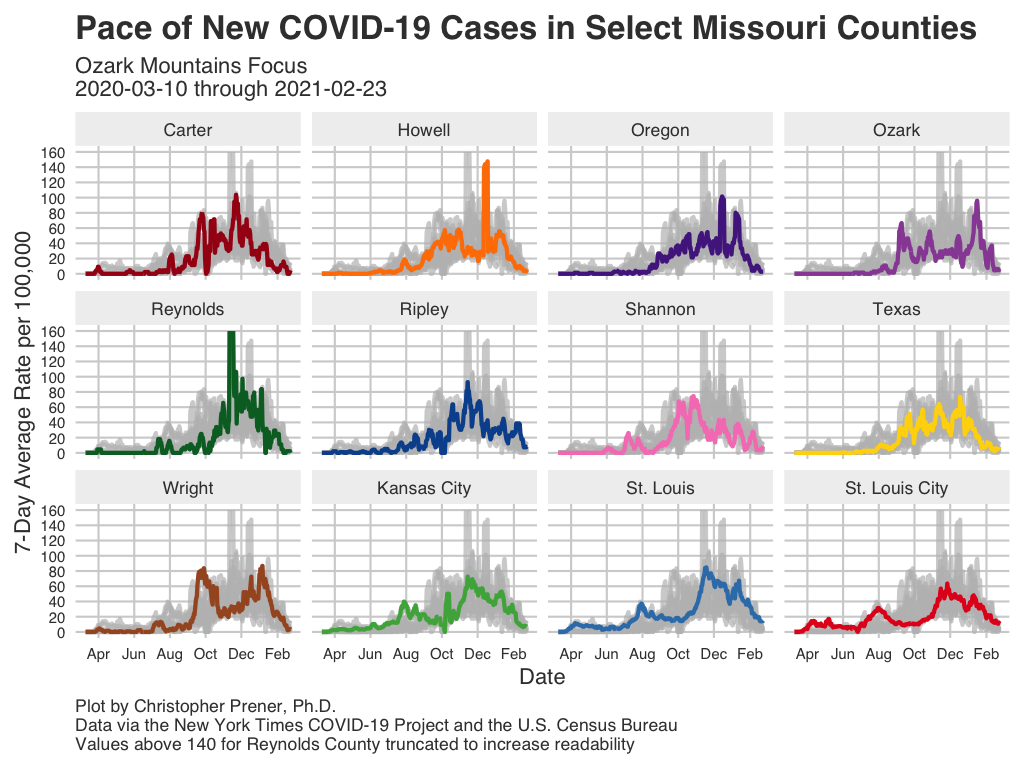 Pace of New COVID-19 Cases in Select Missouri Counties
Ozark Mountains Focus
2020-03-10 through 2021-02-23
7-Day Average Rate per 100,000
Carter Howell Oregon Ozark
160
140
120
100
80
60
40
20
0
Reynolds Ripley Shannon Texas
160
140
120
100
80
60
40
20
0
Wright Kansas City St. Louis St. Louis City
160
140
120
100
80
60
40
20
0
Apr Jun Aug Oct Dec Feb Apr Jun Aug Oct Dec Feb Apr Jun Aug Oct Dec Feb Apr Jun Aug Oct Dec Feb
Date
Plot by Christopher Prener, Ph.D.
Data via the New York Times COVID-19 Project and the U.S. Census Bureau
Values above 140 for Reynolds County truncated to increase readability